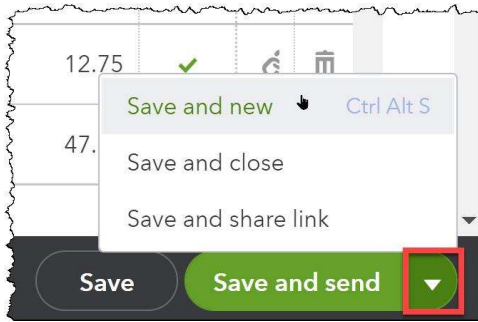 12.75
Save and new Ctrl Alt S
47.
Save and close
Save and share link
Save Save and send